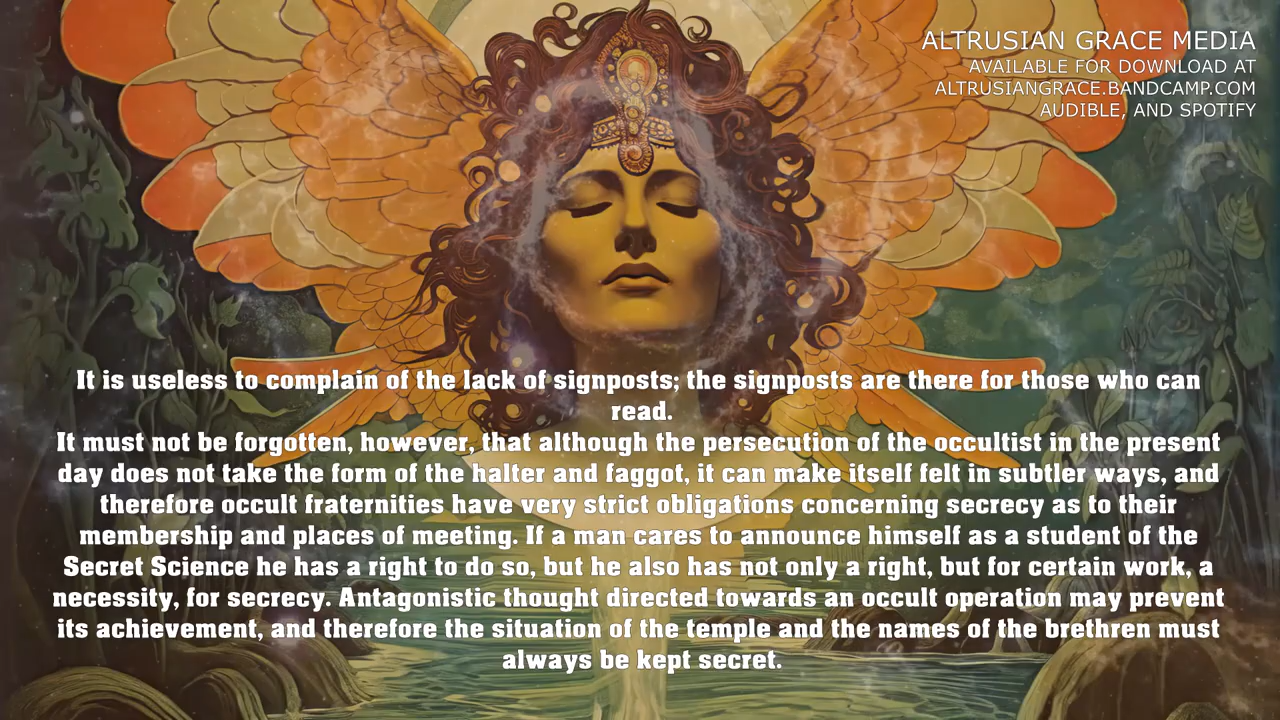 ALTRUSIAN GRACE MEDIA
AVAILABLE FOR DOWNLOAD AT
ALTRUSIANGRACE.BANDCAMP.COM
AUDIBLE, AND SPOTIFY
It is useless to complain of the lack of signposts; the signposts are there for those who can
read.
It must not be forgotten, however, that although the persecution of the occultist in the present
day does not take the form of the halter and faggot, it can make itself felt in subtler ways, and
therefore occult fraternities have very strict obligations concerning secrecy as to their
membership and places of meeting. If a man cares to announce himself as a student of the
Secret Science he has a right to do so, but he also has not only a right, but for certain work, a
necessity, for secrecy. Antagonistic thought directed towards an occult operation may prevent
its achievement, and therefore the situation of the temple and the names of the brethren must
always be kept secret.